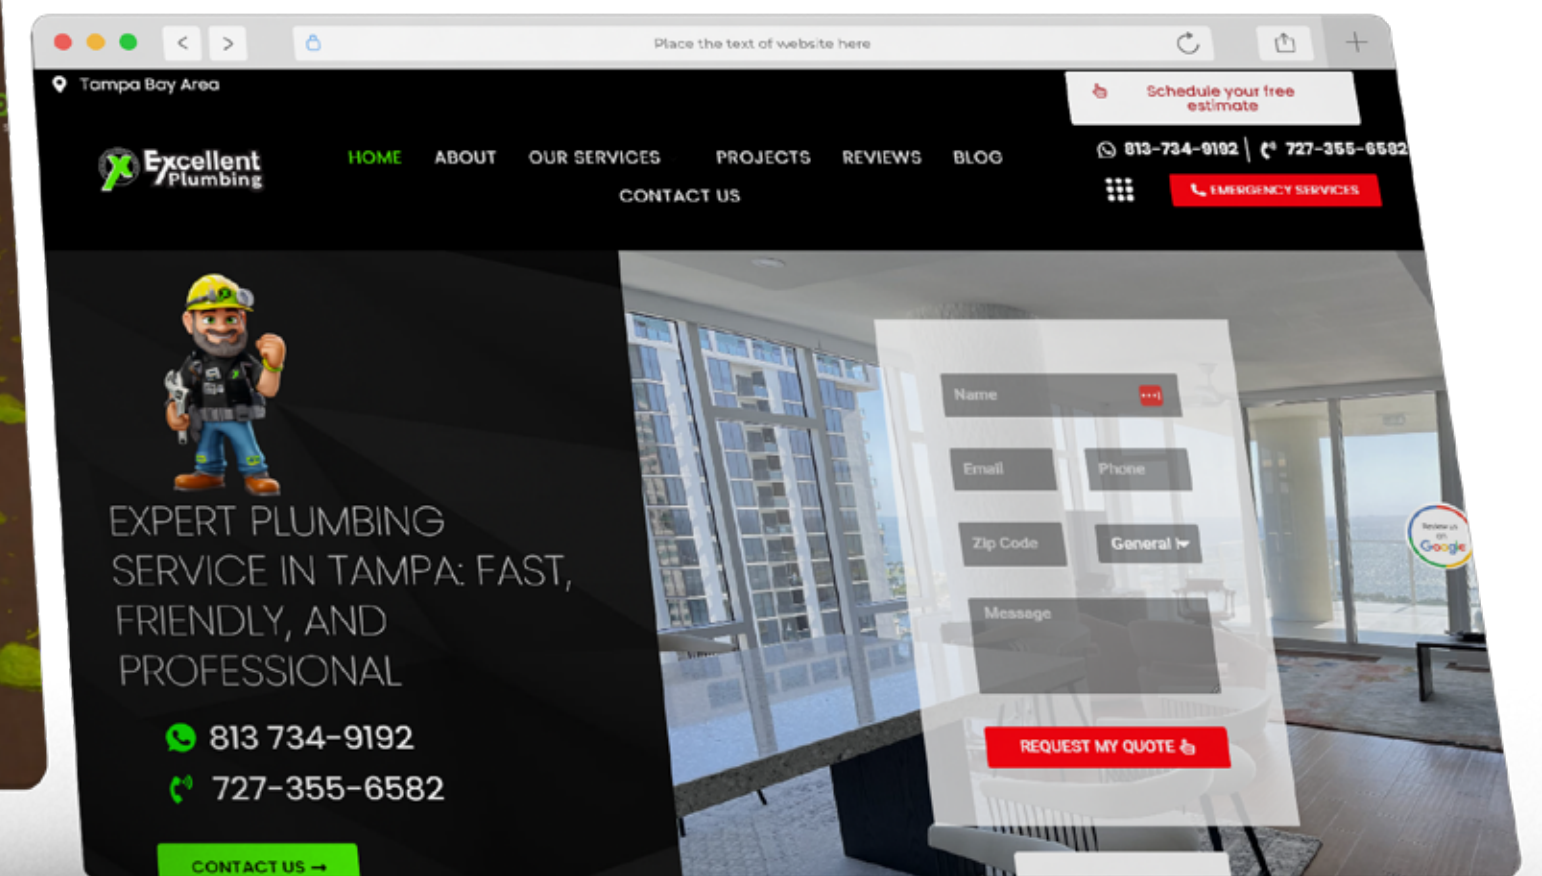 Place the text of website here
Tampa Bay Area
Schedule your free
estimate
Excellent
Plumbing
HOME ABOUT OUR SERVICES PROJECTS REVIEWS BLOG
CONTACT US
813-734-9192 | 727-355-6582
EMERGENCY SERVICES
EXPERT PLUMBING
SERVICE IN TAMPA: FAST,
FRIENDLY, AND
PROFESSIONAL
813 734-9192
727-355-6582
CONTACT US →
Name
Email Phone
Zip Code General
Message
REQUEST MY QUOTE
Review us
on
Google